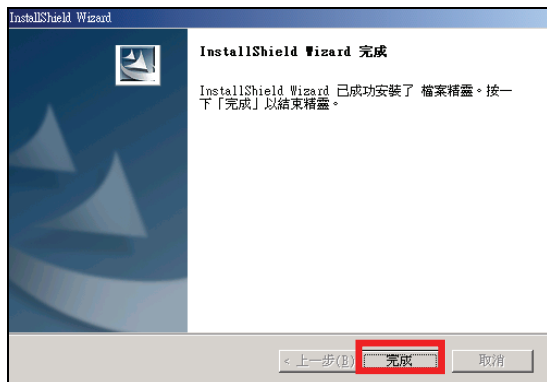 InstallShield Wizard
InstallShield Wizard 完成
InstallShield Wizard 已成功安裝了 檔案精靈。按一
下「完成」以結束精靈。
< 上一步(B)
完成
取消